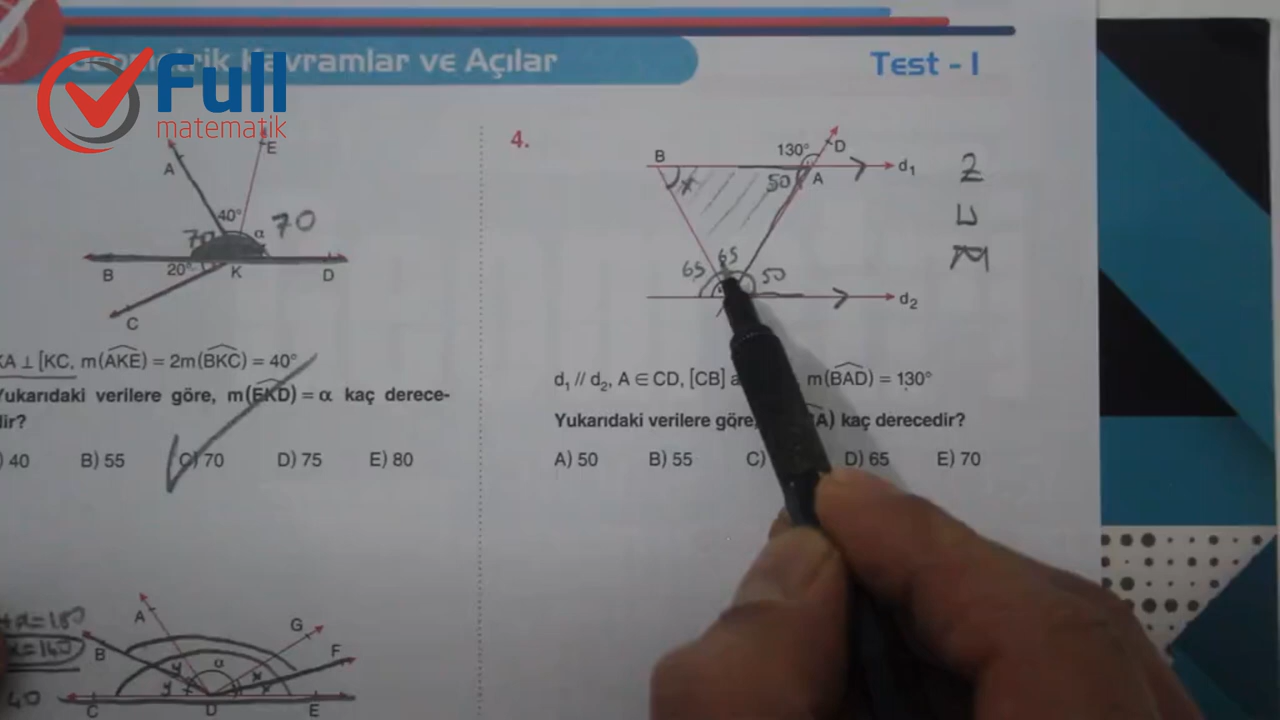 Geometrik Kavramlar ve Açılar
Test - I
Full
matematik
A
E
40°
70
α
70
B
20°
K
D
C
KA ⊥ [KC, m(AKE) = 2m(BKC) = 40°
Yukarıdaki verilere göre, m(EKD) = α kaç derece-
dir?
) 40 B) 55 C) 70 D) 75 E) 80
+α=180
α=140
40
A
B
G
F
α
y
y
x
x
C
D
E
4.
B
130°
D
d₁
x
50
A
65
65
50
d₂
Z
U
R
d₁ // d₂, A ∈ CD, [CB] a m(BAD) = 130°
Yukarıdaki verilere göre, A) kaç derecedir?
A) 50 B) 55 C) D) 65 E) 70